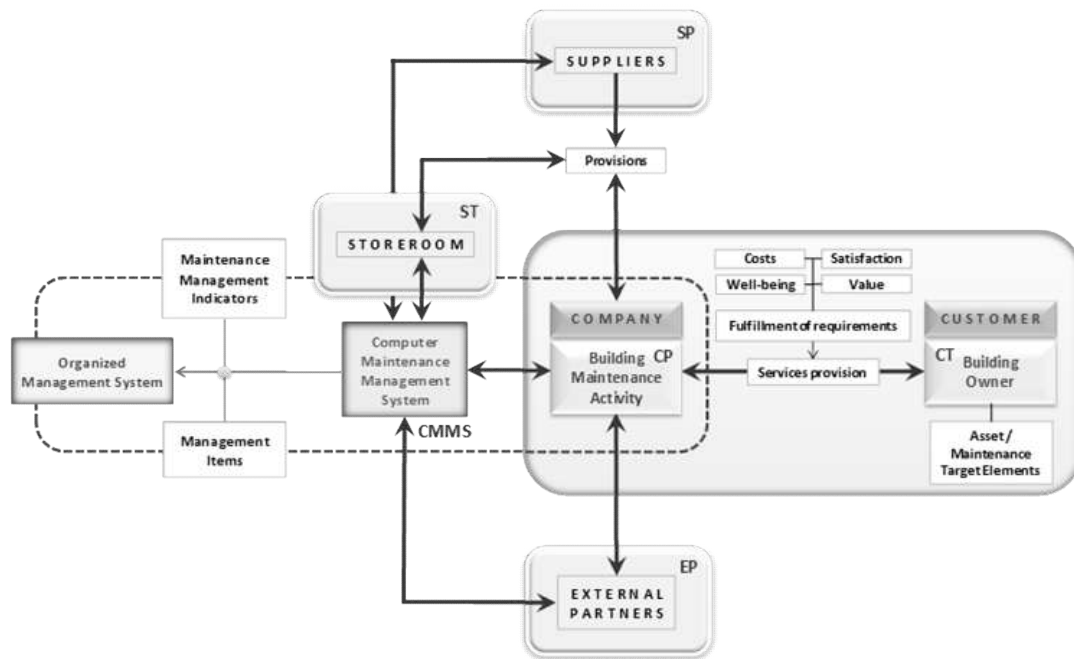 SP
SUPPLIERS
Provisions
ST
STOREROOM
Maintenance
Management
Indicators
Costs
Satisfaction
Well-being
Value
COMPANY
Fulfillment of requirements
CUSTOMER
Organized
Management System
Computer
Maintenance
Management
System
CP
Building
Maintenance
Activity
Services provision
CT
Building
Owner
CMMS
Management
Items
Asset /
Maintenance
Target Elements
EP
EXTERNAL
PARTNERS